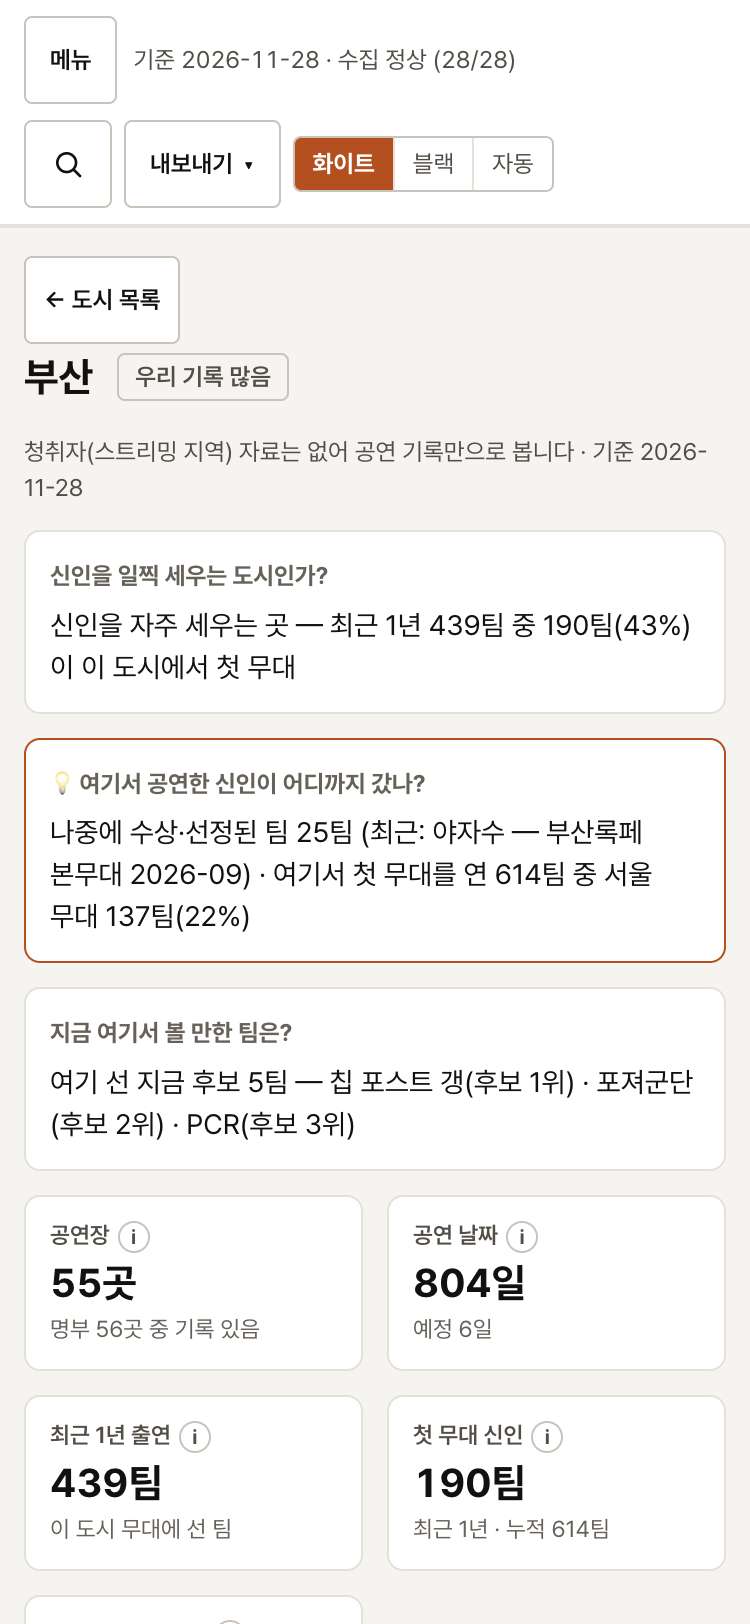 메뉴
기준 2026-11-28 · 수집 정상 (28/28)
내보내기 ▼
화이트
블랙
자동
← 도시 목록
부산
우리 기록 많음
청취자(스트리밍 지역) 자료는 없어 공연 기록만으로 봅니다 · 기준 2026-
11-28
신인을 일찍 세우는 도시인가?
신인을 자주 세우는 곳 — 최근 1년 439팀 중 190팀(43%)
이 이 도시에서 첫 무대
💡 여기서 공연한 신인이 어디까지 갔나?
나중에 수상·선정된 팀 25팀 (최근: 야자수 — 부산록페
본무대 2026-09) · 여기서 첫 무대를 연 614팀 중 서울
무대 137팀(22%)
지금 여기서 볼 만한 팀은?
여기 선 지금 후보 5팀 — 칩 포스트 갱(후보 1위) · 포져군단
(후보 2위) · PCR(후보 3위)
공연장 i
55곳
명부 56곳 중 기록 있음
공연 날짜 i
804일
예정 6일
최근 1년 출연 i
439팀
이 도시 무대에 선 팀
첫 무대 신인 i
190팀
최근 1년 · 누적 614팀